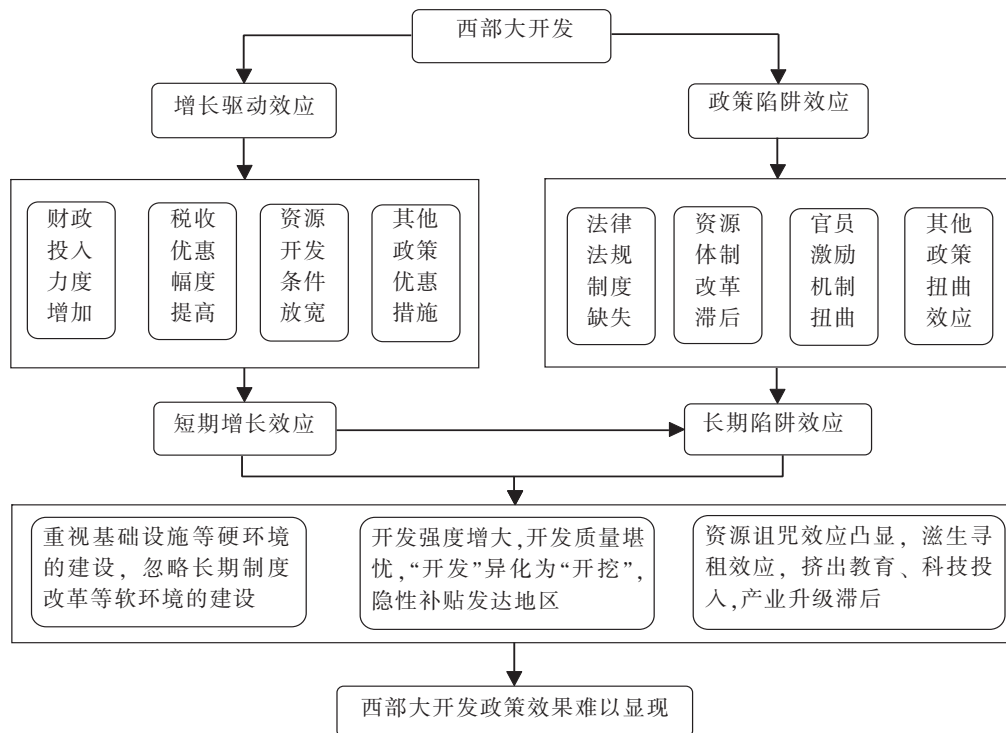 西部大开发
增长驱动效应
政策陷阱效应
财政
投入
力度
增加
税收
优惠
幅度
提高
资源
开发
条件
放宽
其他
政策
优惠
措施
法律
法规
制度
缺失
资源
体制
改革
滞后
官员
激励
机制
扭曲
其他
政策
扭曲
效应
短期增长效应
长期陷阱效应
重视基础设施等硬环境
的建设，忽略长期制度
改革等软环境的建设
开发强度增大,开发质量堪
忧,“开发”异化为“开挖”,
隐性补贴发达地区
资源诅咒效应凸显，滋生寻
租效应，挤出教育、科技投
入,产业升级滞后
西部大开发政策效果难以显现